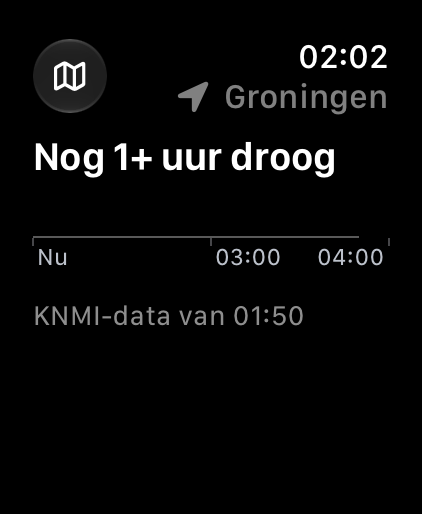 02:02
Groningen
Nog 1+ uur droog
Nu 03:00 04:00
KNMI-data van 01:50